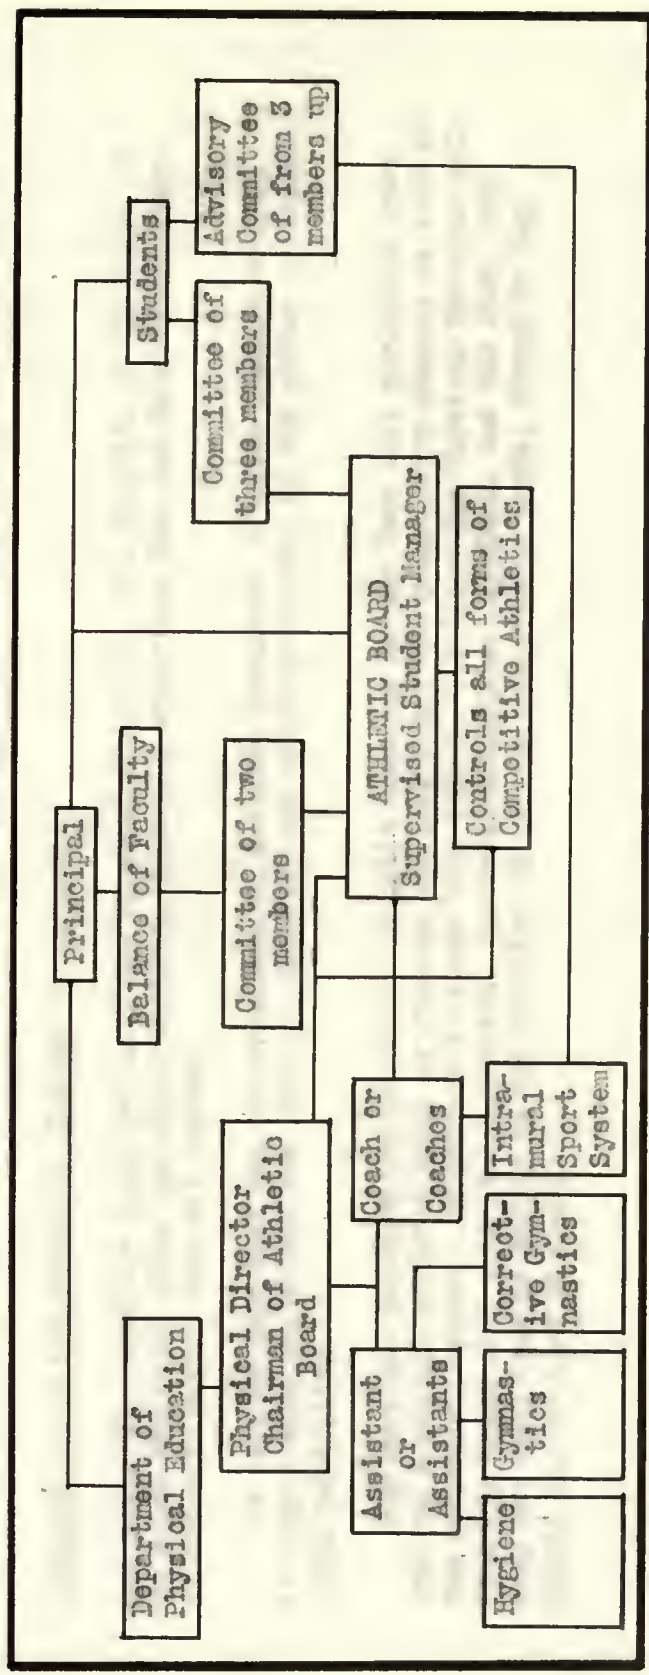 Principal
Department of
Physical Education
Balance of Faculty
Students
Physical Director
Chairman of Athletic
Board
Committee of two
members
Committee of
three members
Advisory
Committee
of from 3
members up
Assistant
or
Assistants
Coach or
Coaches
ATHLETIC BOARD
Supervised Student Manager
Hygiene
Gymnas-
tics
Correct-
ive Gym-
nastics
Intra-
mural
Sport
System
Controls all forms of
Competitive Athletics